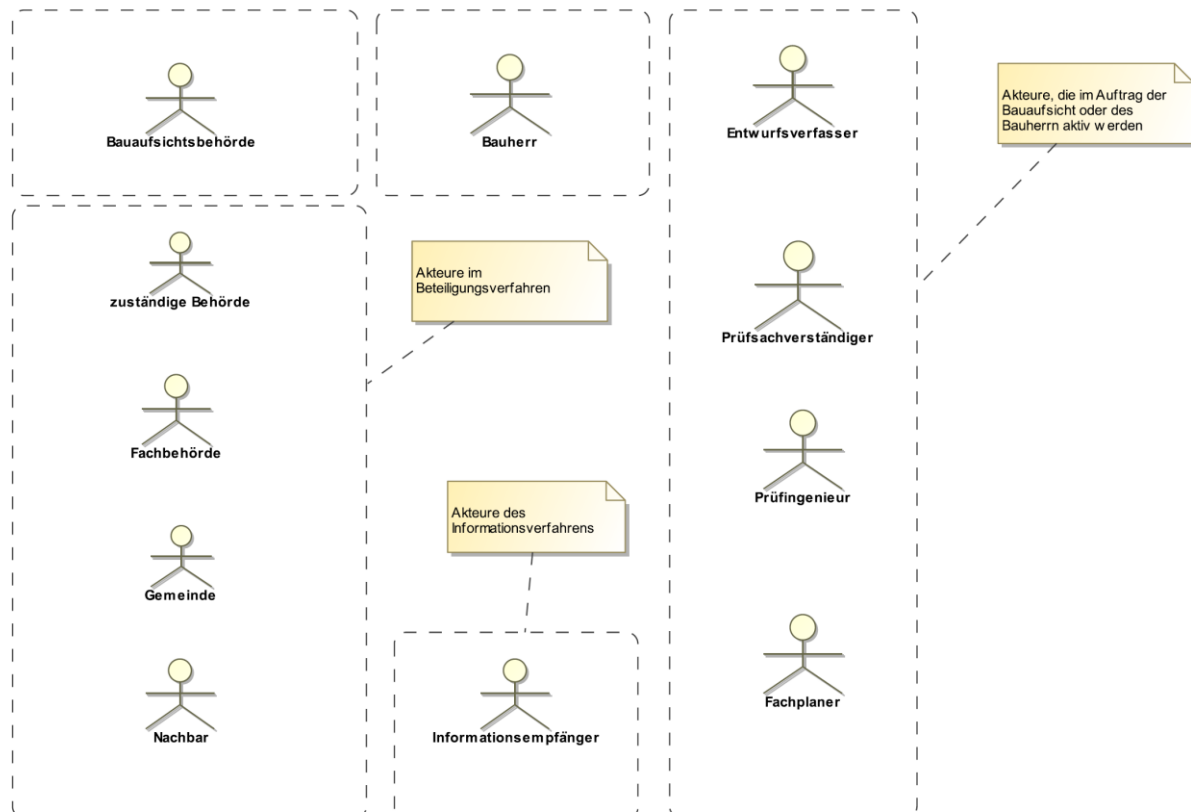 Bauaufsichtsbehörde
Bauherr
Entwurfsverfasser
Akteure, die im Auftrag der
Bauaufsicht oder des
Bauherrn aktiv werden
zuständige Behörde
Akteure im
Beteiligungsverfahren
Prüfsachverständiger
Fachbehörde
Prüfingenieur
Akteure des
Informationsverfahrens
Gemeinde
Fachplaner
Nachbar
Informationsempfänger